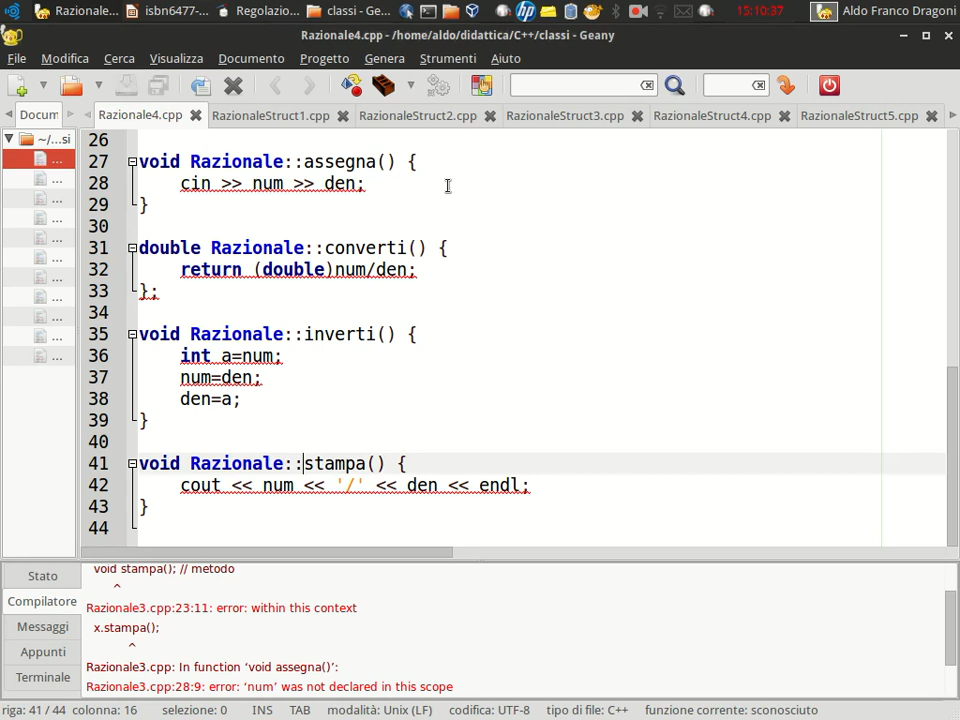 Razionale...
isbn6477-...
Regolazio...
classi - Ge...
15:10:37
Aldo Franco Dragoni
Razionale4.cpp - /home/aldo/didattica/C++/classi - Geany
File Modifica Cerca Visualizza Documento Progetto Genera Strumenti Aiuto
Docum Razionale4.cpp RazionaleStruct1.cpp RazionaleStruct2.cpp RazionaleStruct3.cpp RazionaleStruct4.cpp RazionaleStruct5.cpp
~/...si
...
...
...
...
...
...
...
...
...
...
...
26
27 void Razionale::assegna() {
28 cin >> num >> den;
29 }
30
31 double Razionale::converti() {
32 return (double)num/den;
33 };
34
35 void Razionale::inverti() {
36 int a=num;
37 num=den;
38 den=a;
39 }
40
41 void Razionale::stampa() {
42 cout << num << '/' << den << endl;
43 }
44
Stato
Compilatore
Messaggi
Appunti
Terminale
void stampa(); // metodo
^
Razionale3.cpp:23:11: error: within this context
x.stampa();
^
Razionale3.cpp: In function ‘void assegna()’:
Razionale3.cpp:28:9: error: ‘num’ was not declared in this scope
riga: 41 / 44 colonna: 16 selezione: 0 INS TAB modalità: Unix (LF) codifica: UTF-8 tipo di file: C++ funzione corrente: sconosciuto